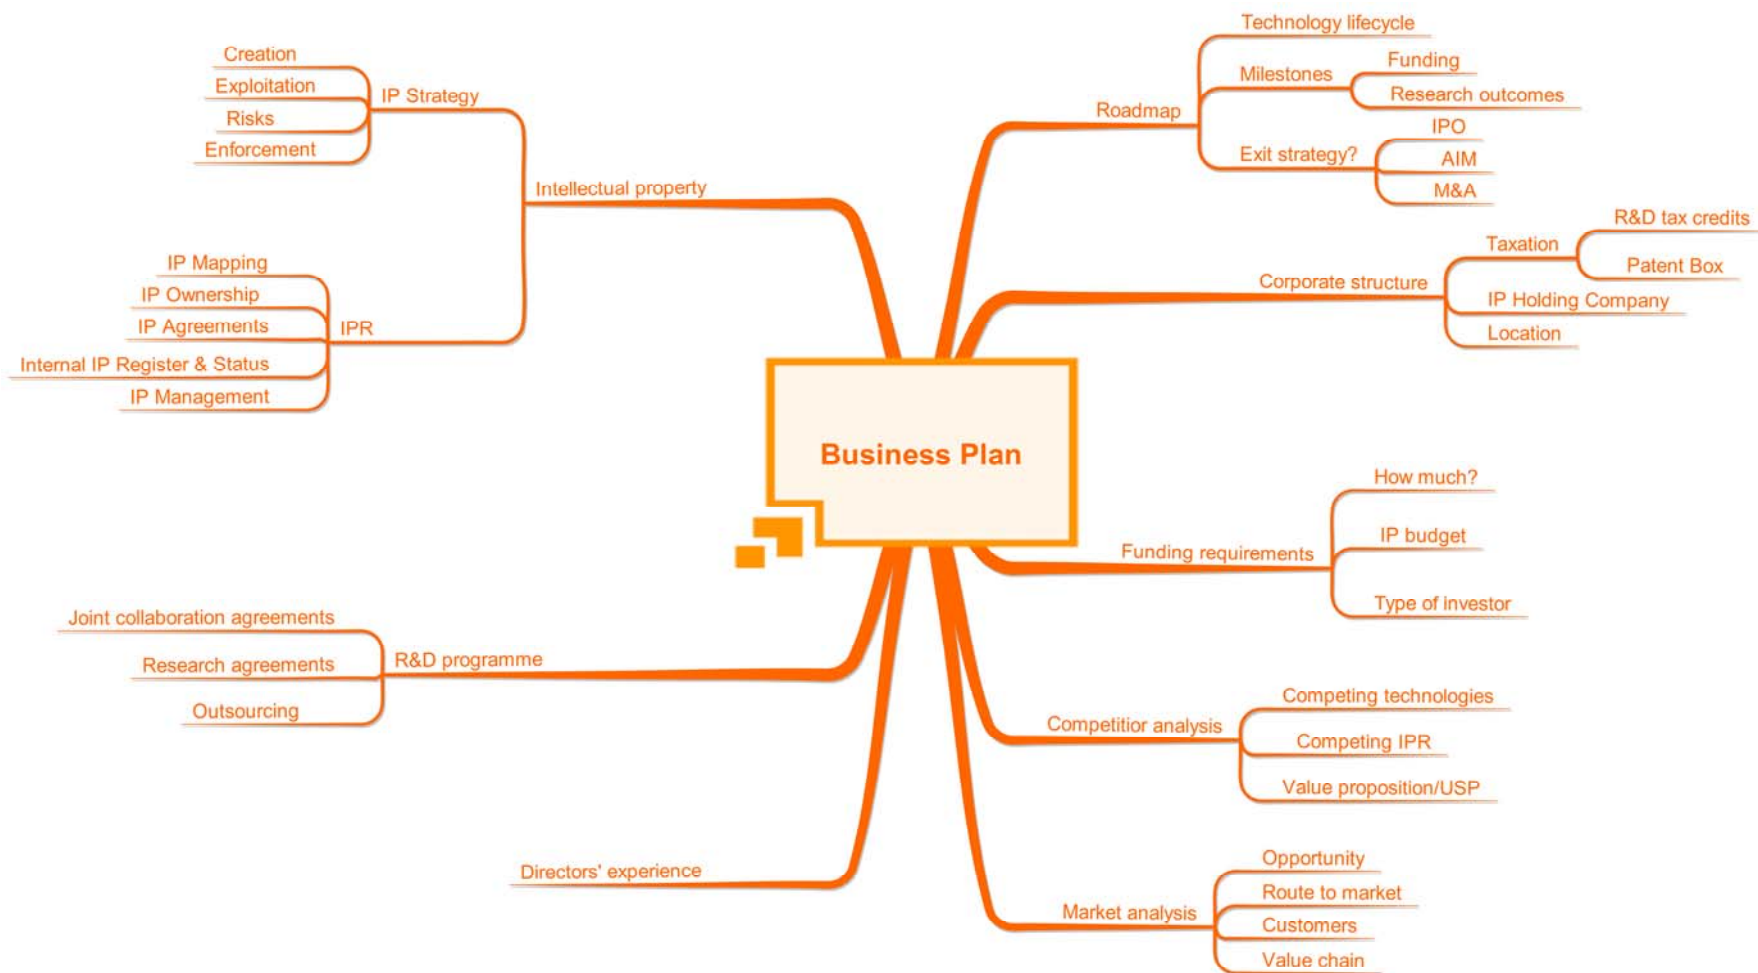 Business Plan
Roadmap
Technology lifecycle
Milestones
Funding
Research outcomes
Exit strategy?
IPO
AIM
M&A
Corporate structure
Taxation
R&D tax credits
Patent Box
IP Holding Company
Location
Funding requirements
How much?
IP budget
Type of investor
Competitior analysis
Competing technologies
Competing IPR
Value proposition/USP
Market analysis
Opportunity
Route to market
Customers
Value chain
Directors' experience
R&D programme
Joint collaboration agreements
Research agreements
Outsourcing
Intellectual property
IP Strategy
Creation
Exploitation
Risks
Enforcement
IPR
IP Mapping
IP Ownership
IP Agreements
Internal IP Register & Status
IP Management